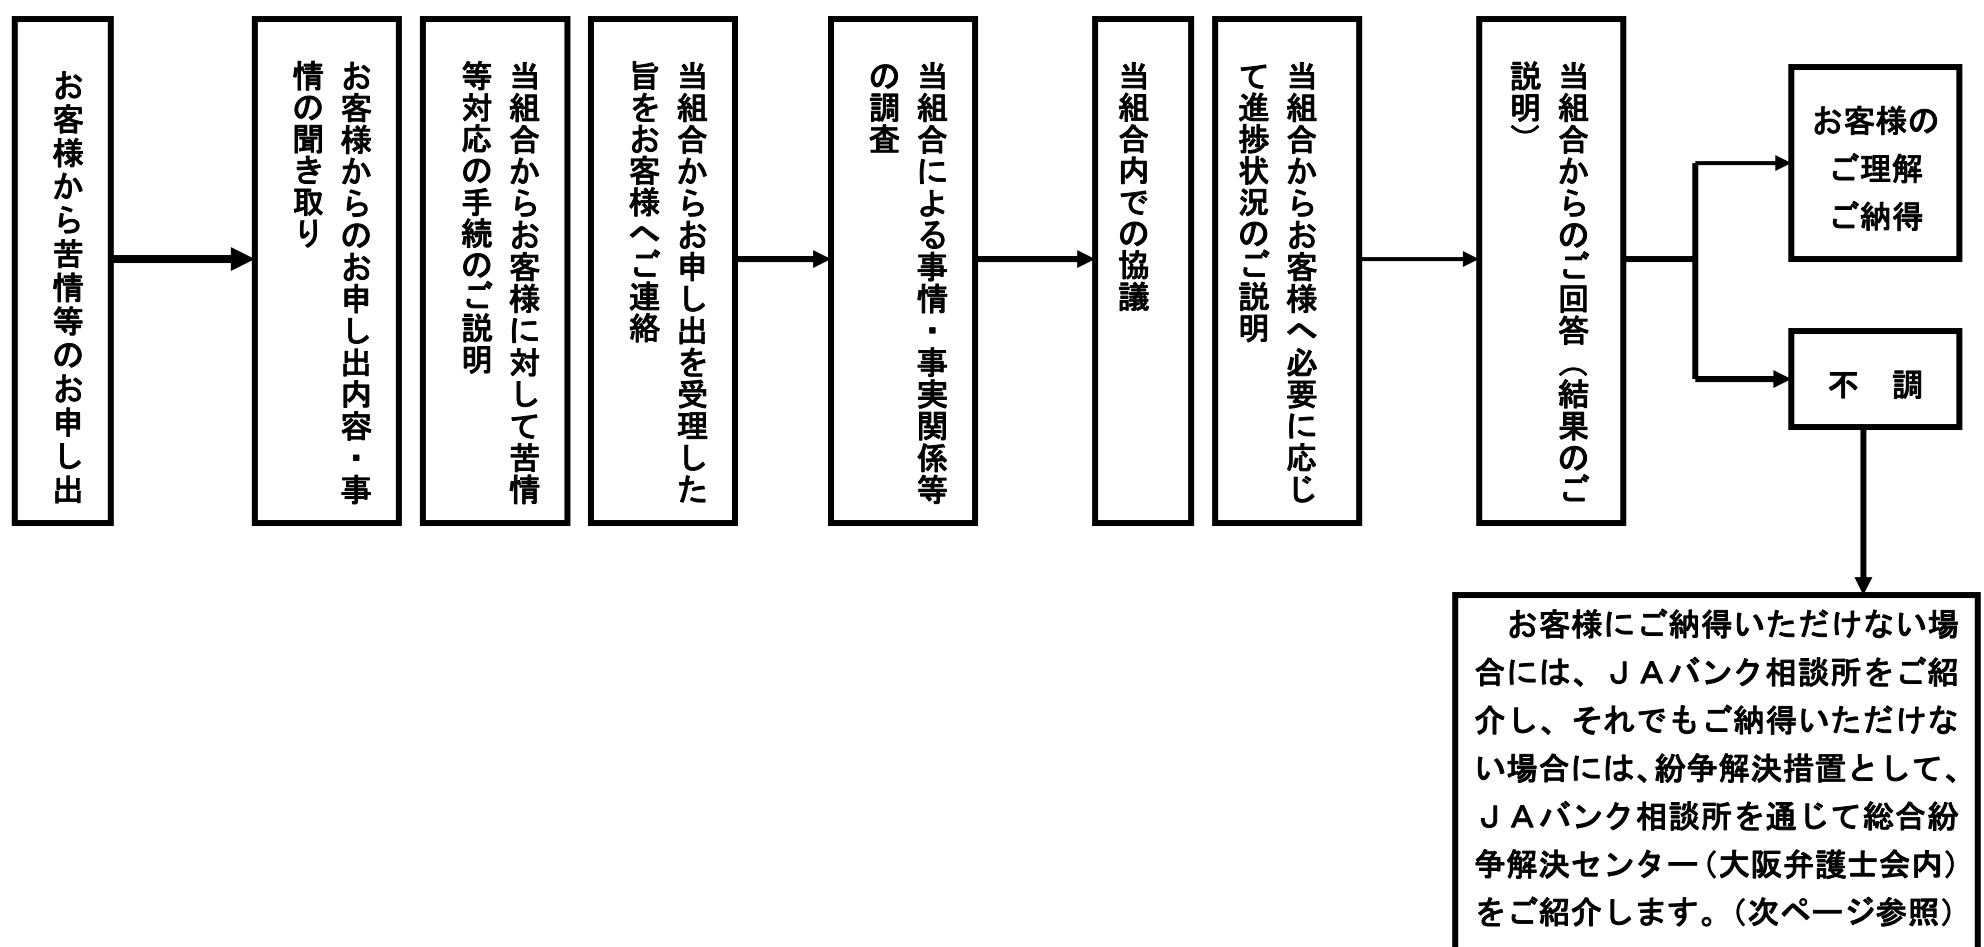 お客様から苦情等のお申し出
お客様からのお申し出内容・事
情の聞き取り
当組合からお客様に対して苦情
等対応の手続のご説明
当組合からお申し出を受理した
旨をお客様へご連絡
当組合による事情・事実関係等
の調査
当組合内での協議
当組合からお客様へ必要に応じ
て進捗状況のご説明
当組合からのご回答（結果のご
説明）
お客様の
ご理解
ご納得
不　調
　お客様にご納得いただけない場
合には、ＪＡバンク相談所をご紹
介し、それでもご納得いただけな
い場合には、紛争解決措置として、
ＪＡバンク相談所を通じて総合紛
争解決センター（大阪弁護士会内）
をご紹介します。（次ページ参照）